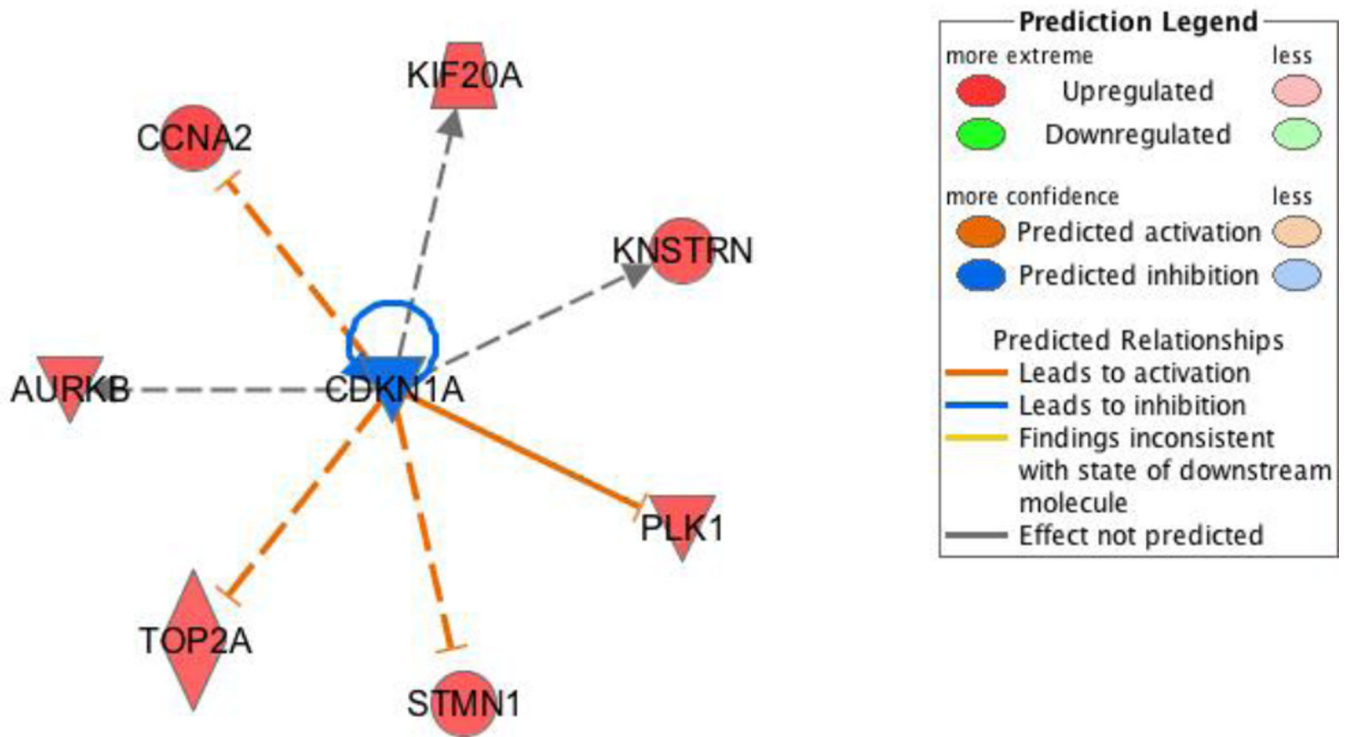 KIF20A
CCNA2
KNSTRN
AURKB
CDKN1A
PLK1
TOP2A
STMN1
Prediction Legend
more extreme less
Upregulated
Downregulated
more confidence less
Predicted activation
Predicted inhibition
Predicted Relationships
Leads to activation
Leads to inhibition
Findings inconsistent
with state of downstream
molecule
Effect not predicted